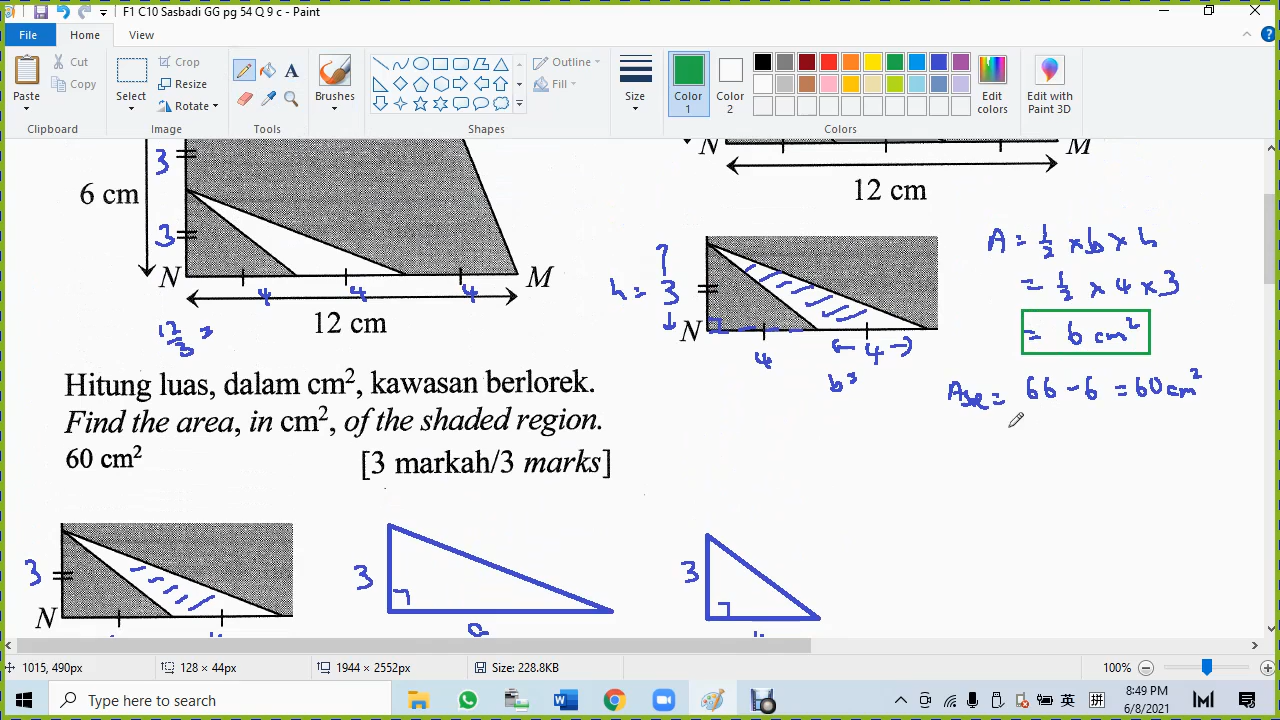 F1 C10 Sasbadi GG pg 54 Q 9 c - Paint
File
Home
View
Paste
Cut
Copy
Clipboard
Select
Crop
Resize
Rotate
Image
A
Tools
Brushes
Outline
Fill
Shapes
Size
Color 1
Color 2
Edit colors
Edit with Paint 3D
Colors
3
6 cm
3
N
M
4
4
4
12 cm
12/3 =
N
M
12 cm
h = 3
N
4
4
b =
A = 1/2 × b × h
= 1/2 × 4 × 3
= 6 cm²
ASR = 66 - 6 = 60 cm²
Hitung luas, dalam cm², kawasan berlorek.
Find the area, in cm², of the shaded region.
60 cm²
[3 markah/3 marks]
3
N
3
3
1015, 490px
128 × 44px
1944 × 2552px
Size: 228.8KB
100%
Type here to search
英
拼
8:49 PM
6/8/2021